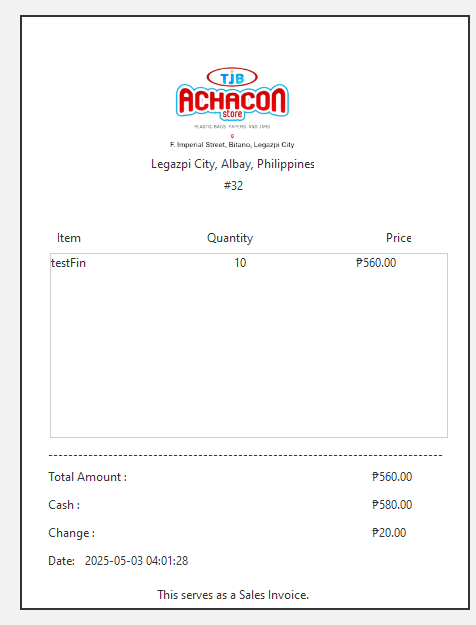 TJB
ACHACON
store
PLASTIC BAGS, PAPERS, AND JARS
F. Imperial Street, Bitano, Legazpi City
Legazpi City, Albay, Philippines
#32
Item Quantity Price
testFin 10 ₱560.00
Total Amount : ₱560.00
Cash : ₱580.00
Change : ₱20.00
Date: 2025-05-03 04:01:28
This serves as a Sales Invoice.